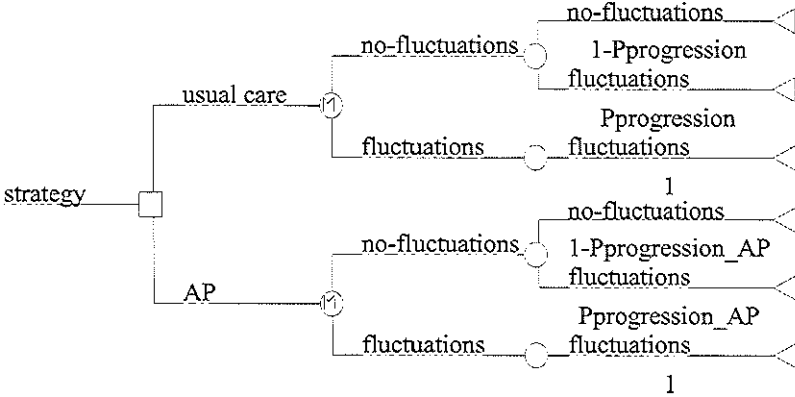 no-fluctuations
no-fluctuations
1-Pprogression
fluctuations
usual care
M
Pprogression
fluctuations
fluctuations
1
strategy
no-fluctuations
no-fluctuations
1-Pprogression_AP
fluctuations
AP
M
Pprogression_AP
fluctuations
fluctuations
1